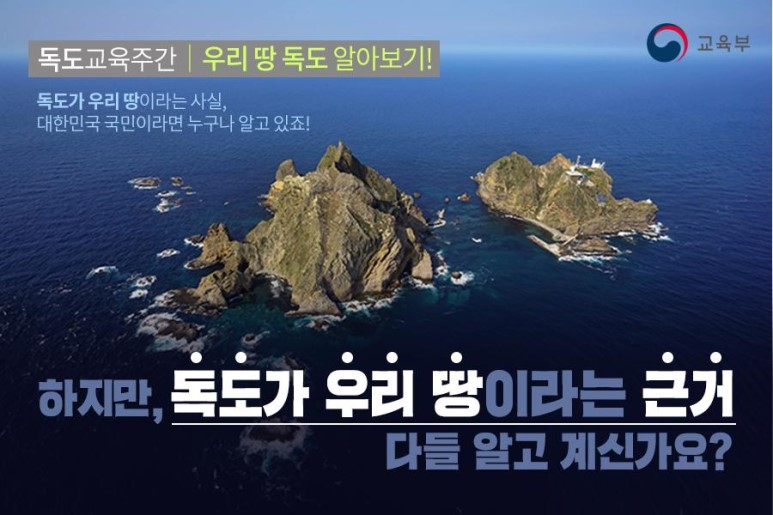 독도교육주간 | 우리 땅 독도 알아보기!
교육부
독도가 우리 땅이라는 사실,
대한민국 국민이라면 누구나 알고 있죠!
하지만, 독도가 우리 땅이라는 근거
다들 알고 계신가요?